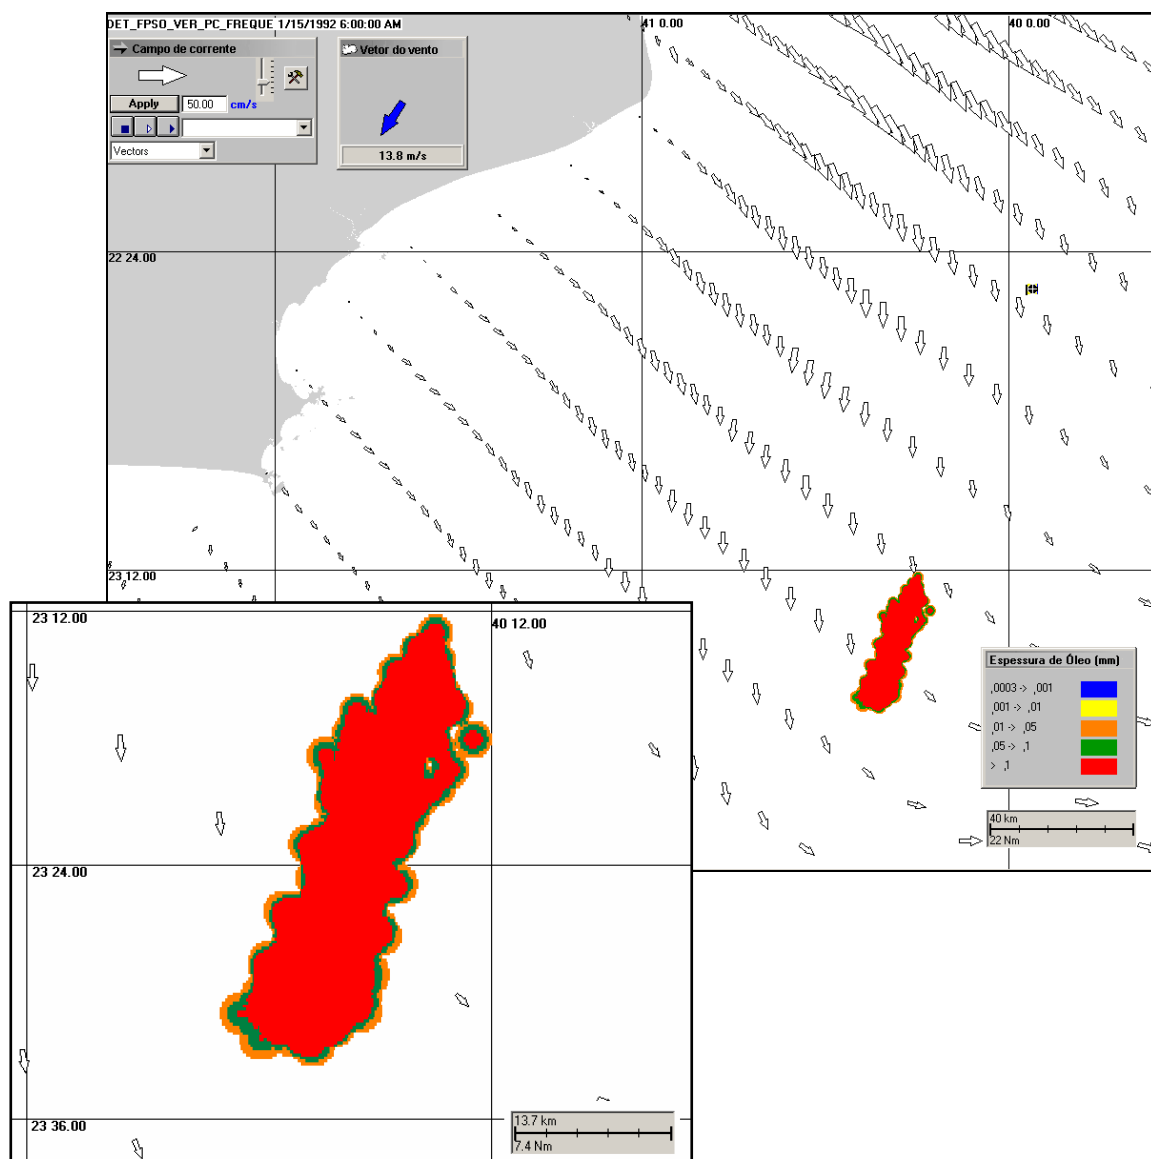 DET_FPSO_VER_PC_FREQUE 1/15/1992 6:00:00 AM
41 0.00
40 0.00
Campo de corrente
Apply
50.00
cm/s
Vectors
Vetor do vento
13.8 m/s
22 24.00
23 12.00
Espessura de Óleo (mm)
,0003 -> ,001
,001 -> ,01
,01 -> ,05
,05 -> ,1
> ,1
40 km
22 Nm
23 12.00
40 12.00
23 24.00
23 36.00
13.7 km
7.4 Nm